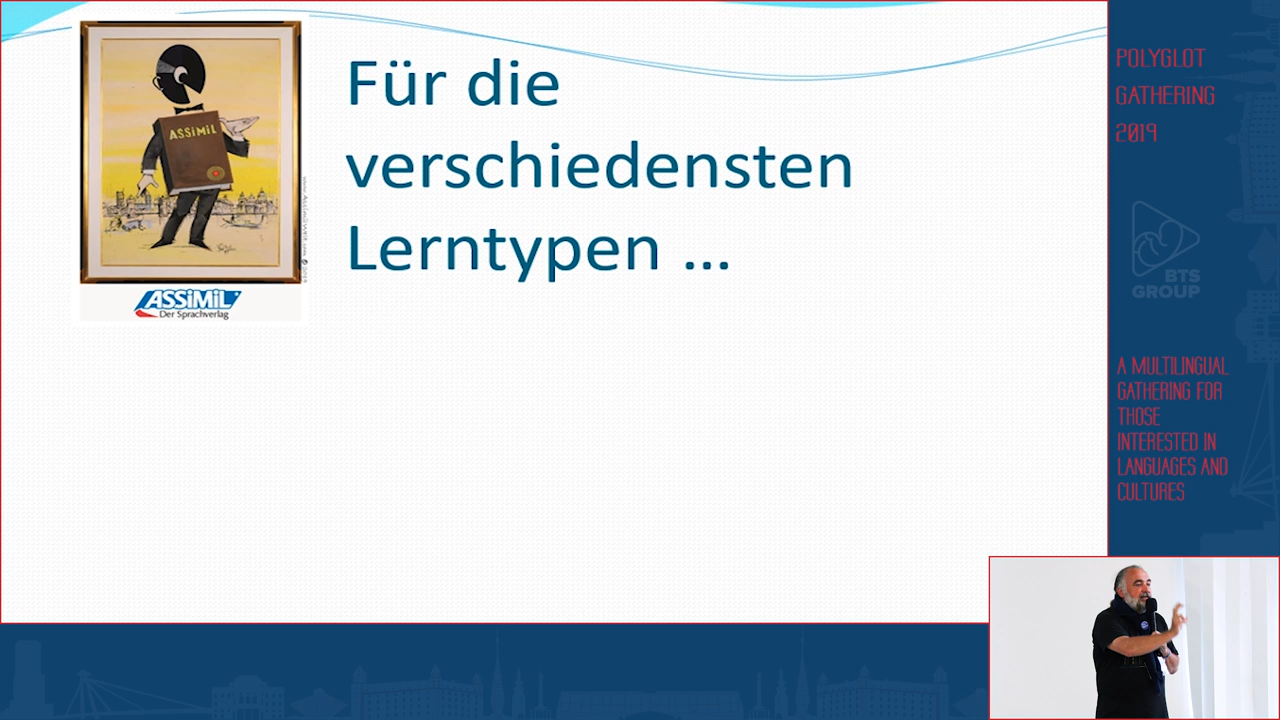 Für die
verschiedensten
Lerntypen ...
ASSiMiL
ASSiMiL
Der Sprachverlag
POLYGLOT
GATHERING
2019
BTS
GROUP
A MULTILINGUAL
GATHERING FOR
THOSE
INTERESTED IN
LANGUAGES AND
CULTURES